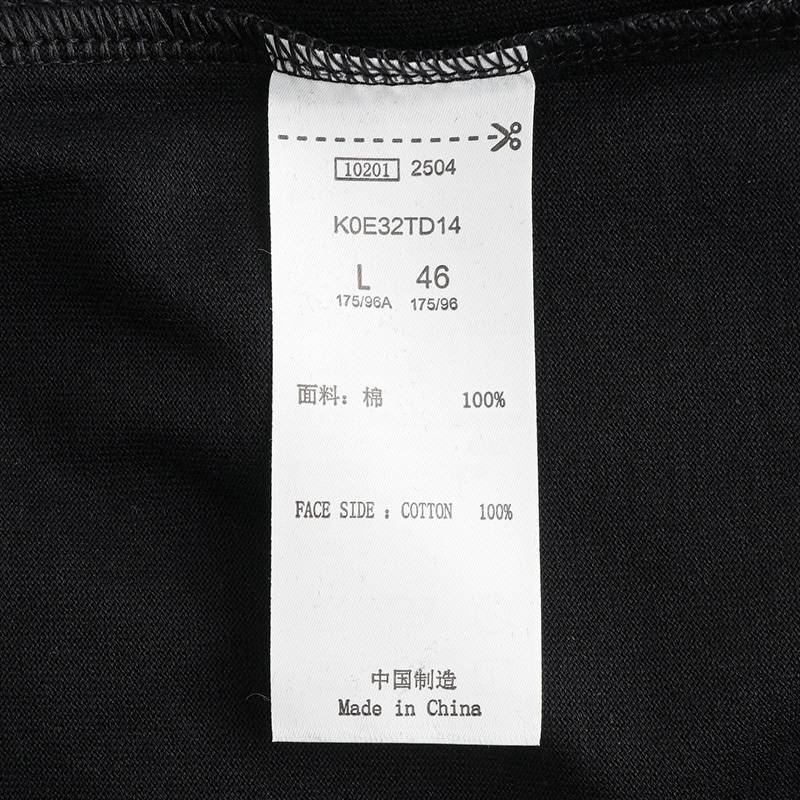 10201 2504
K0E32TD14
L 46
175/96A 175/96
面料：棉 100%
FACE SIDE : COTTON 100%
中国制造
Made in China